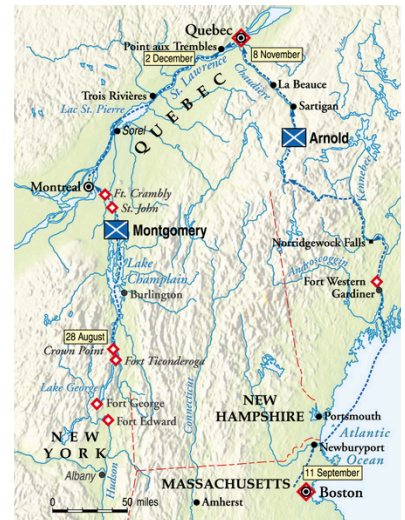 Quebec
Point aux Trembles
2 December
8 November
St. Lawrence
Chaudière
La Beauce
Trois Rivières
Lac St. Pierre
Sartigan
QUEBEC
Sorel
Arnold
Montreal
Ft. Crambly
St. John
Kennebec
Montgomery
Norridgewock Falls
Androscoggin
Lake
Champlain
Fort Western
Gardiner
Burlington
28 August
Crown Point
Fort Ticonderoga
Connecticut
Lake George
Fort George
Fort Edward
NEW
HAMPSHIRE
Portsmouth
NEW
YORK
Atlantic
Ocean
Newburyport
11 September
Albany
Hudson
MASSACHUSETTS
Boston
Amherst
0
50 miles